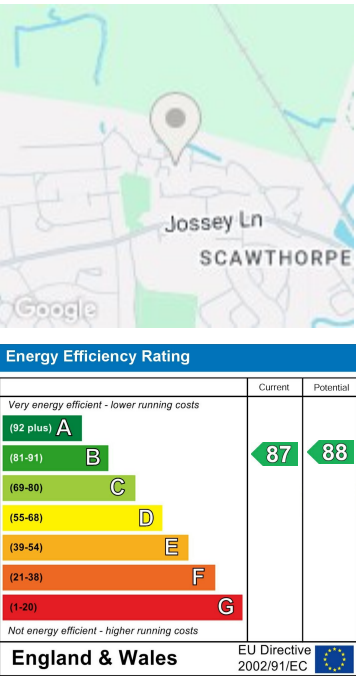 Jossey Ln
SCAWTHORPE
Google
Energy Efficiency Rating
Current Potential
Very energy efficient - lower running costs
(92 plus) A
(81-91) B 87 88
(69-80) C
(55-68) D
(39-54) E
(21-38) F
(1-20) G
Not energy efficient - higher running costs
England & Wales
EU Directive
2002/91/EC